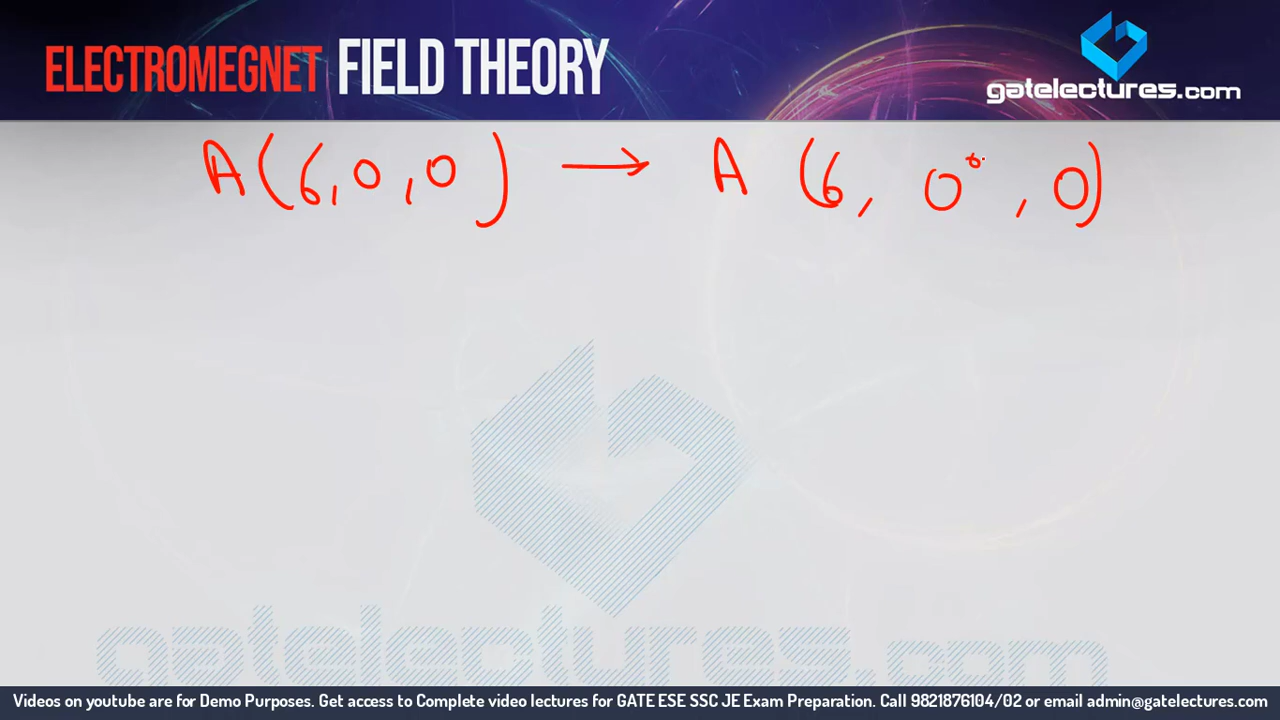 ELECTROMEGNET FIELD THEORY
gatelectures.com
A(6,0,0) → A (6, 0°, 0)
gatelectures.com
Videos on youtube are for Demo Purposes. Get access to Complete video lectures for GATE ESE SSC JE Exam Preparation. Call 9821876104/02 or email admin@gatelectures.com